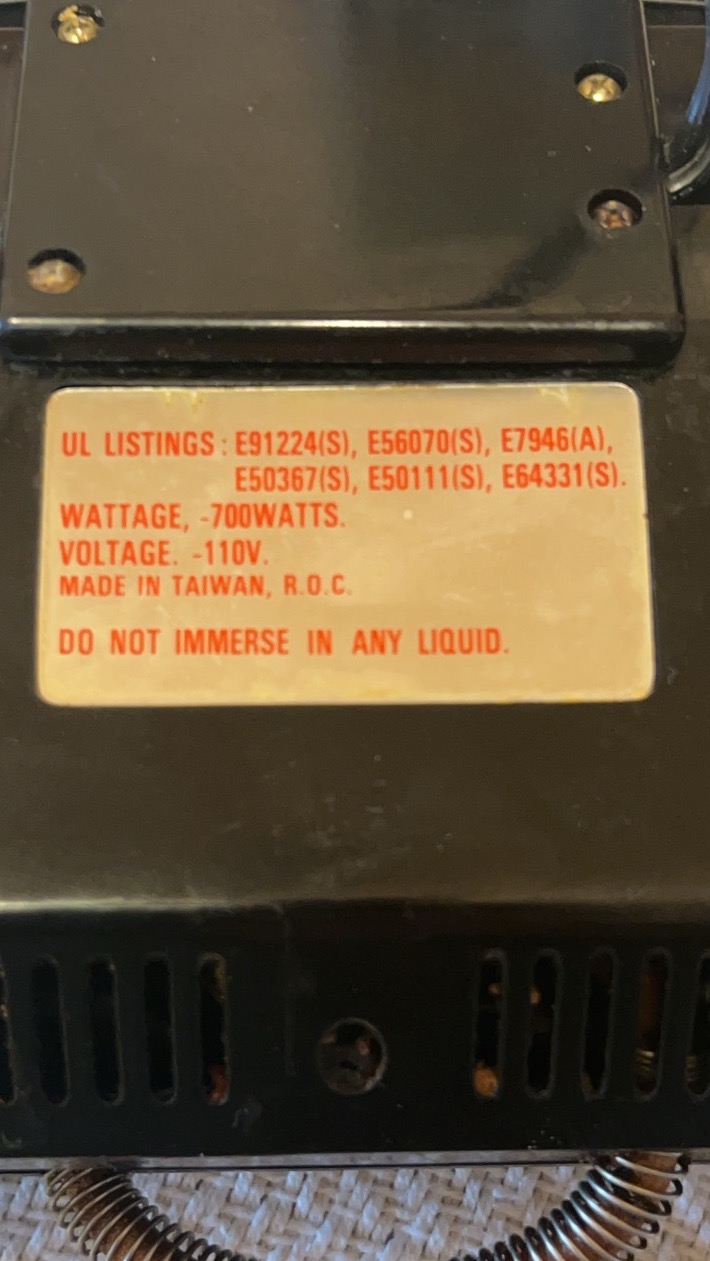 UL LISTINGS : E91224(S), E56070(S), E7946(A),
E50367(S), E50111(S), E64331(S).
WATTAGE, -700WATTS.
VOLTAGE. -110V.
MADE IN TAIWAN, R.O.C.
DO NOT IMMERSE IN ANY LIQUID.